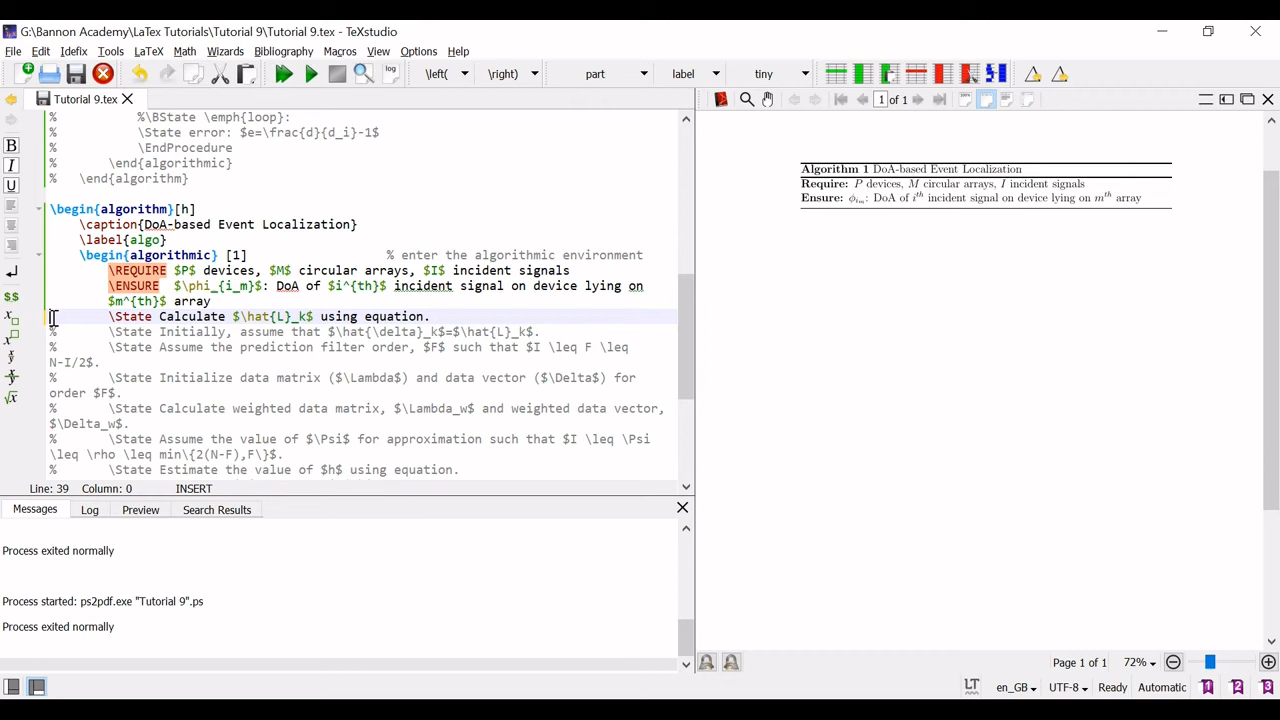 G:\Bannon Academy\LaTex Tutorials\Tutorial 9\Tutorial 9.tex - TeXstudio
File Edit Idefix Tools LaTeX Math Wizards Bibliography Macros View Options Help
\left( \right) part label tiny
Tutorial 9.tex
1 of 1
% %\BState \emph{loop}:
% \State error: $e=\frac{d}{d_i}-1$
% \EndProcedure
% \end{algorithmic}
% \end{algorithm}
\begin{algorithm}[h]
\caption{DoA-based Event Localization}
\label{algo}
\begin{algorithmic} [1] % enter the algorithmic environment
\REQUIRE $P$ devices, $M$ circular arrays, $I$ incident signals
\ENSURE $\phi_{i_m}$: DoA of $i^{th}$ incident signal on device lying on
$m^{th}$ array
\State Calculate $\hat{L}_k$ using equation.
% \State Initially, assume that $\hat{\delta}_k$=$\hat{L}_k$.
% \State Assume the prediction filter order, $F$ such that $I \leq F \leq
N-I/2$.
% \State Initialize data matrix ($\Lambda$) and data vector ($\Delta$) for
order $F$.
% \State Calculate weighted data matrix, $\Lambda_w$ and weighted data vector,
$\Delta_w$.
% \State Assume the value of $\Psi$ for approximation such that $I \leq \Psi
\leq \rho \leq min\{2(N-F),F\}$.
% \State Estimate the value of $h$ using equation.
Line: 39 Column: 0 INSERT
Messages Log Preview Search Results
Process exited normally
Process started: ps2pdf.exe "Tutorial 9".ps
Process exited normally
Algorithm 1 DoA-based Event Localization
Require: P devices, M circular arrays, I incident signals
Ensure: ϕ_{i_m}: DoA of i^{th} incident signal on device lying on m^{th} array
Page 1 of 1 72%
LT en_GB UTF-8 Ready Automatic 1 2 3